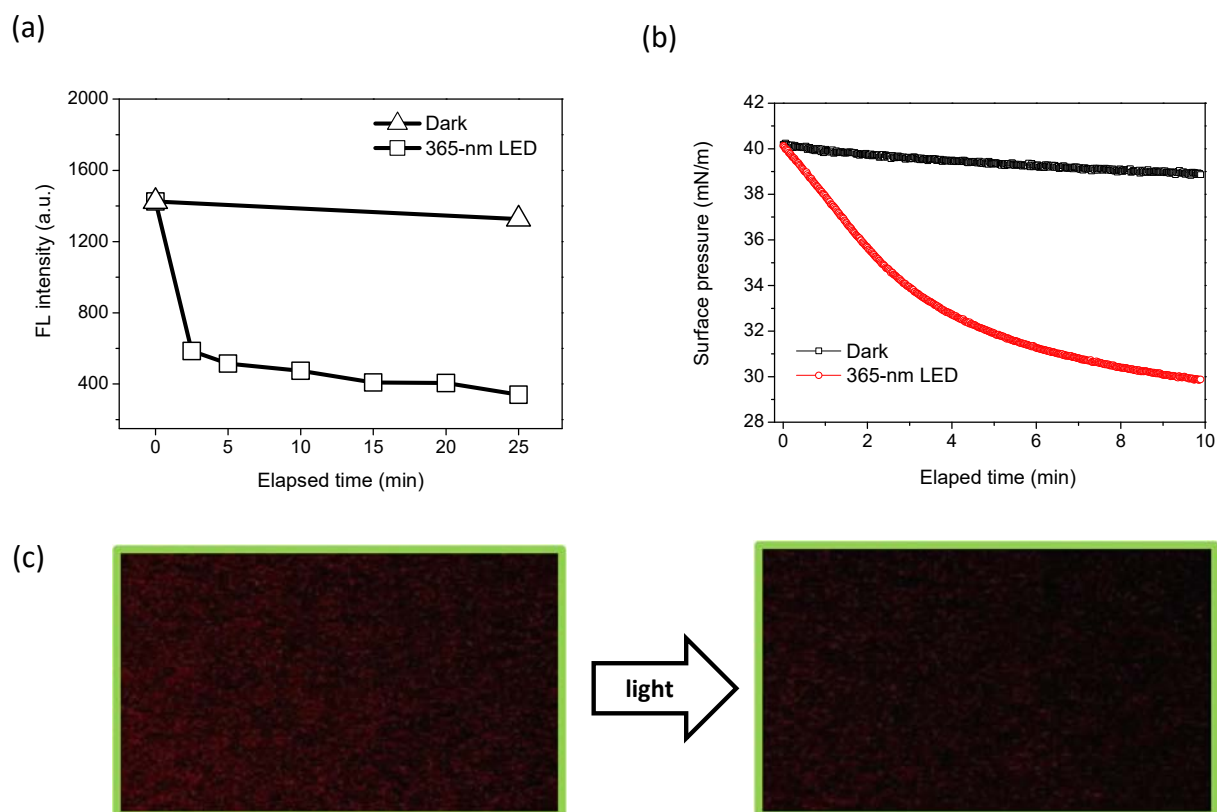 (a)
(b)
2000
1600
1200
800
400
FL intensity (a.u.)
Dark
365-nm LED
0
5
10
15
20
25
Elapsed time (min)
42
40
38
36
34
32
30
28
Surface pressure (mN/m)
Dark
365-nm LED
0
2
4
6
8
10
Elaped time (min)
(c)
light